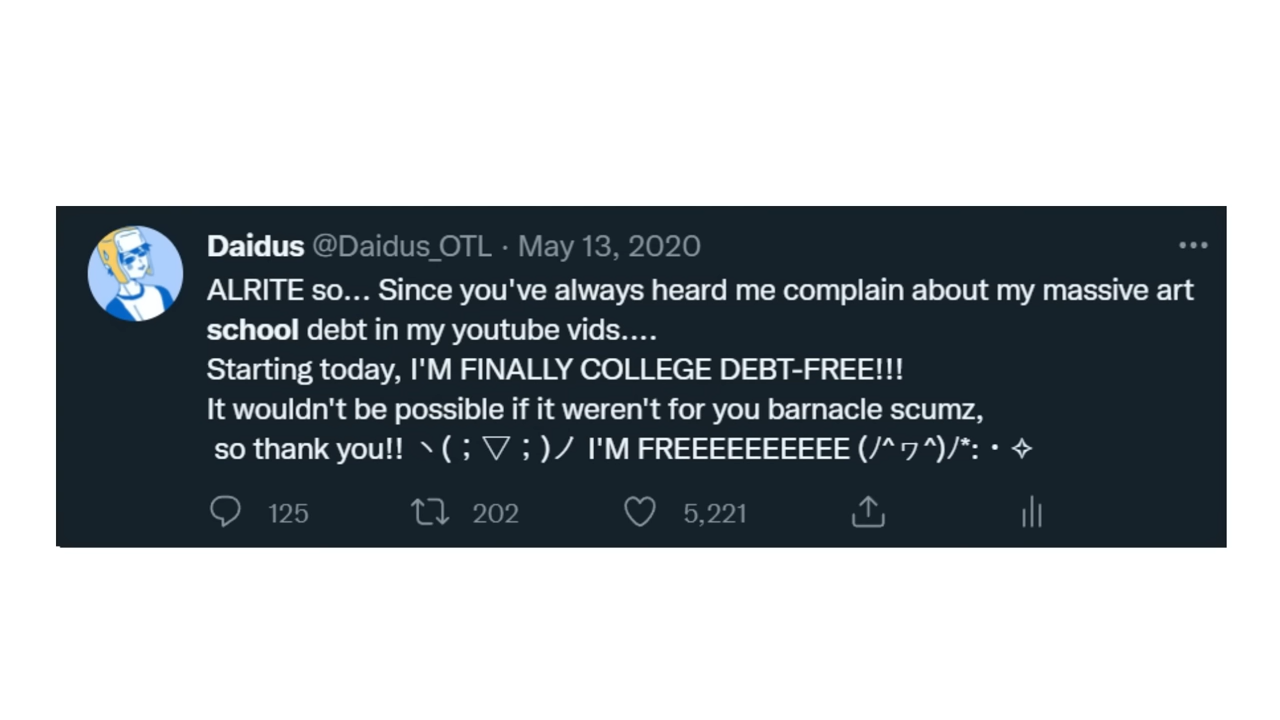 Daidus @Daidus_OTL · May 13, 2020
ALRITE so... Since you've always heard me complain about my massive art
school debt in my youtube vids....
Starting today, I'M FINALLY COLLEGE DEBT-FREE!!!
It wouldn't be possible if it weren't for you barnacle scumz,
so thank you!! ヽ( ; ▽ ; )ノ I'M FREEEEEEEEEE (/^ヮ^)/*:・✧
125 202 5,221